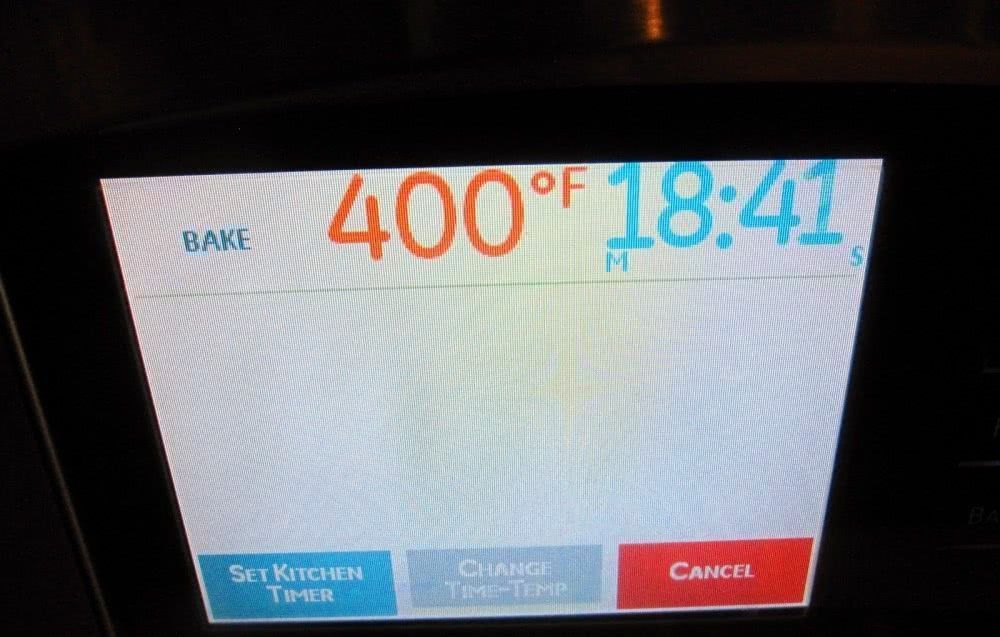 BAKE 400°F 18:41
M S
SET KITCHEN
TIMER
CHANGE
TIME-TEMP
CANCEL